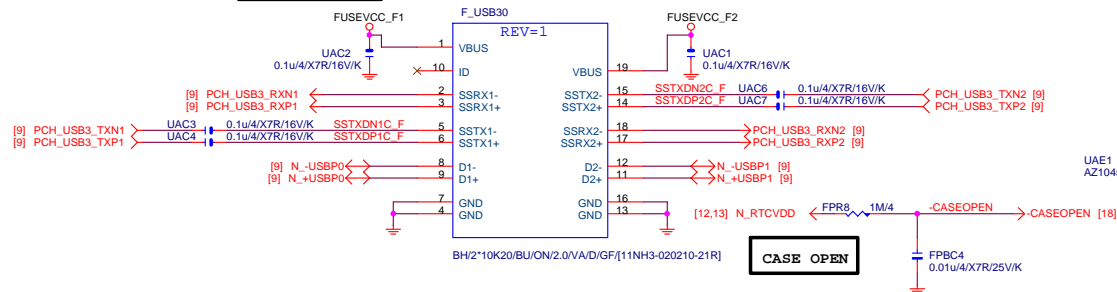 F_USB30
FUSEVCC_F1
FUSEVCC_F2
REV=1
UAC2
0.1u/4/X7R/16V/K
UAC1
0.1u/4/X7R/16V/K
1 VBUS
10 ID
VBUS 19
[9] PCH_USB3_RXN1 2 SSRX1-
[9] PCH_USB3_RXP1 3 SSRX1+
SSTX2- 15 SSTXDN2C_F UAC6 0.1u/4/X7R/16V/K PCH_USB3_TXN2 [9]
SSTX2+ 14 SSTXDP2C_F UAC7 0.1u/4/X7R/16V/K PCH_USB3_TXP2 [9]
[9] PCH_USB3_TXN1 UAC3 0.1u/4/X7R/16V/K SSTXDN1C_F 5 SSTX1-
[9] PCH_USB3_TXP1 UAC4 0.1u/4/X7R/16V/K SSTXDP1C_F 6 SSTX1+
SSRX2- 18 PCH_USB3_RXN2 [9]
SSRX2+ 17 PCH_USB3_RXP2 [9]
[9] N_-USBP0 8 D1-
[9] N_+USBP0 9 D1+
D2- 12 N_-USBP1 [9]
D2+ 11 N_+USBP1 [9]
7 GND
4 GND
GND 16
GND 13
BH/2*10K20/BU/ON/2.0/VA/D/GF/[11NH3-020210-21R]
UAE1
AZ104
[12,13] N_RTCVDD FPR8 1M/4 -CASEOPEN -CASEOPEN [18]
CASE OPEN
FPBC4
0.01u/4/X7R/25V/K